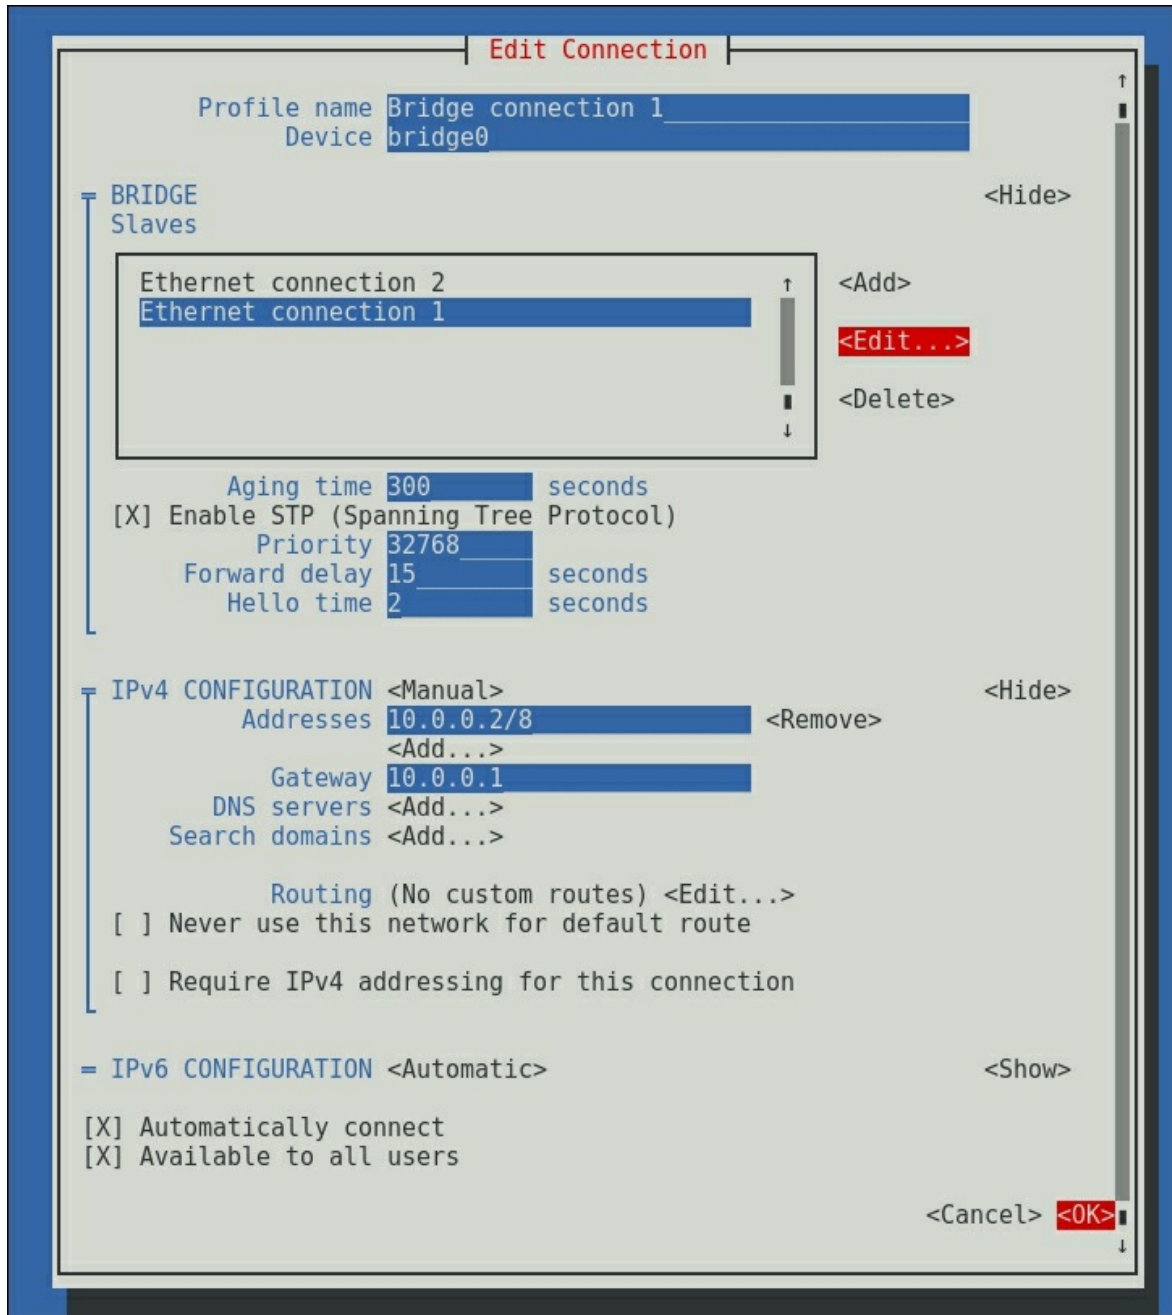 Edit Connection
Profile name Bridge connection 1
Device bridge0
BRIDGE <Hide>
Slaves
Ethernet connection 2 <Add>
Ethernet connection 1
<Edit...>
<Delete>
Aging time 300 seconds
[X] Enable STP (Spanning Tree Protocol)
Priority 32768
Forward delay 15 seconds
Hello time 2 seconds
IPv4 CONFIGURATION <Manual> <Hide>
Addresses 10.0.0.2/8 <Remove>
<Add...>
Gateway 10.0.0.1
DNS servers <Add...>
Search domains <Add...>
Routing (No custom routes) <Edit...>
[ ] Never use this network for default route
[ ] Require IPv4 addressing for this connection
IPv6 CONFIGURATION <Automatic> <Show>
[X] Automatically connect
[X] Available to all users
<Cancel> <OK>